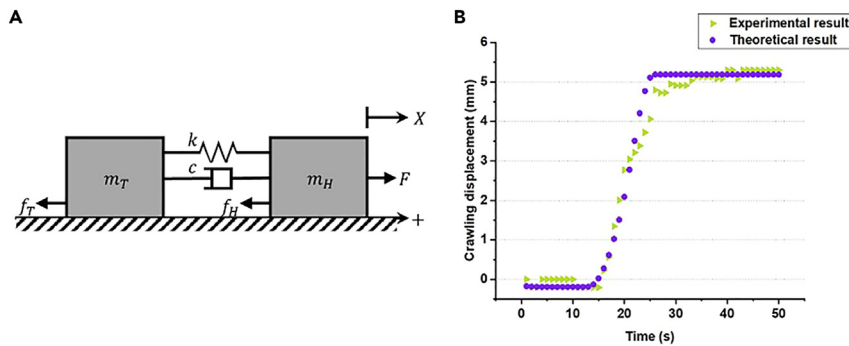 A
X
k
c
m_T
m_H
F
f_T
f_H
+
B
Experimental result
Theoretical result
Crawling displacement (mm)
6
5
4
3
2
1
0
0 10 20 30 40 50
Time (s)